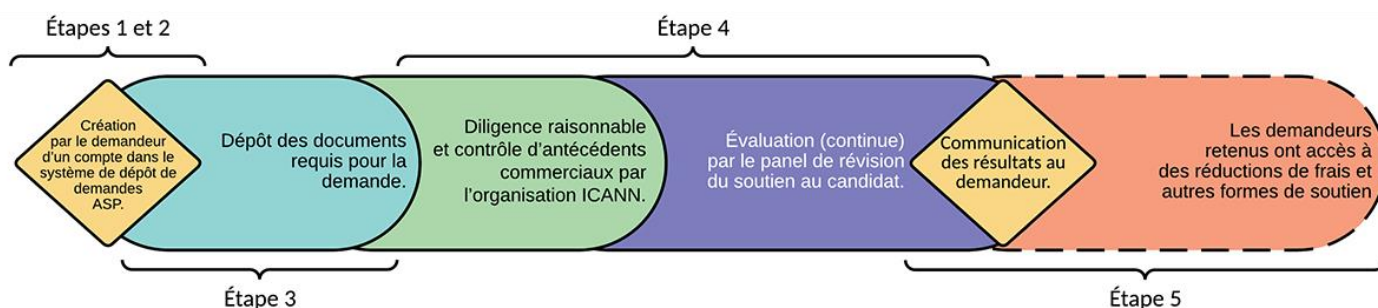 Étapes 1 et 2
Étape 4
Création
par le demandeur
d'un compte dans le
système de dépôt de
demandes
ASP.
Dépôt des documents
requis pour la
demande.
Diligence raisonnable
et contrôle d'antécédents
commerciaux par
l'organisation ICANN.
Évaluation (continue)
par le panel de révision
du soutien au candidat.
Communication
des résultats au
demandeur.
Les demandeurs
retenus ont accès à
des réductions de frais et
autres formes de soutien
Étape 3
Étape 5